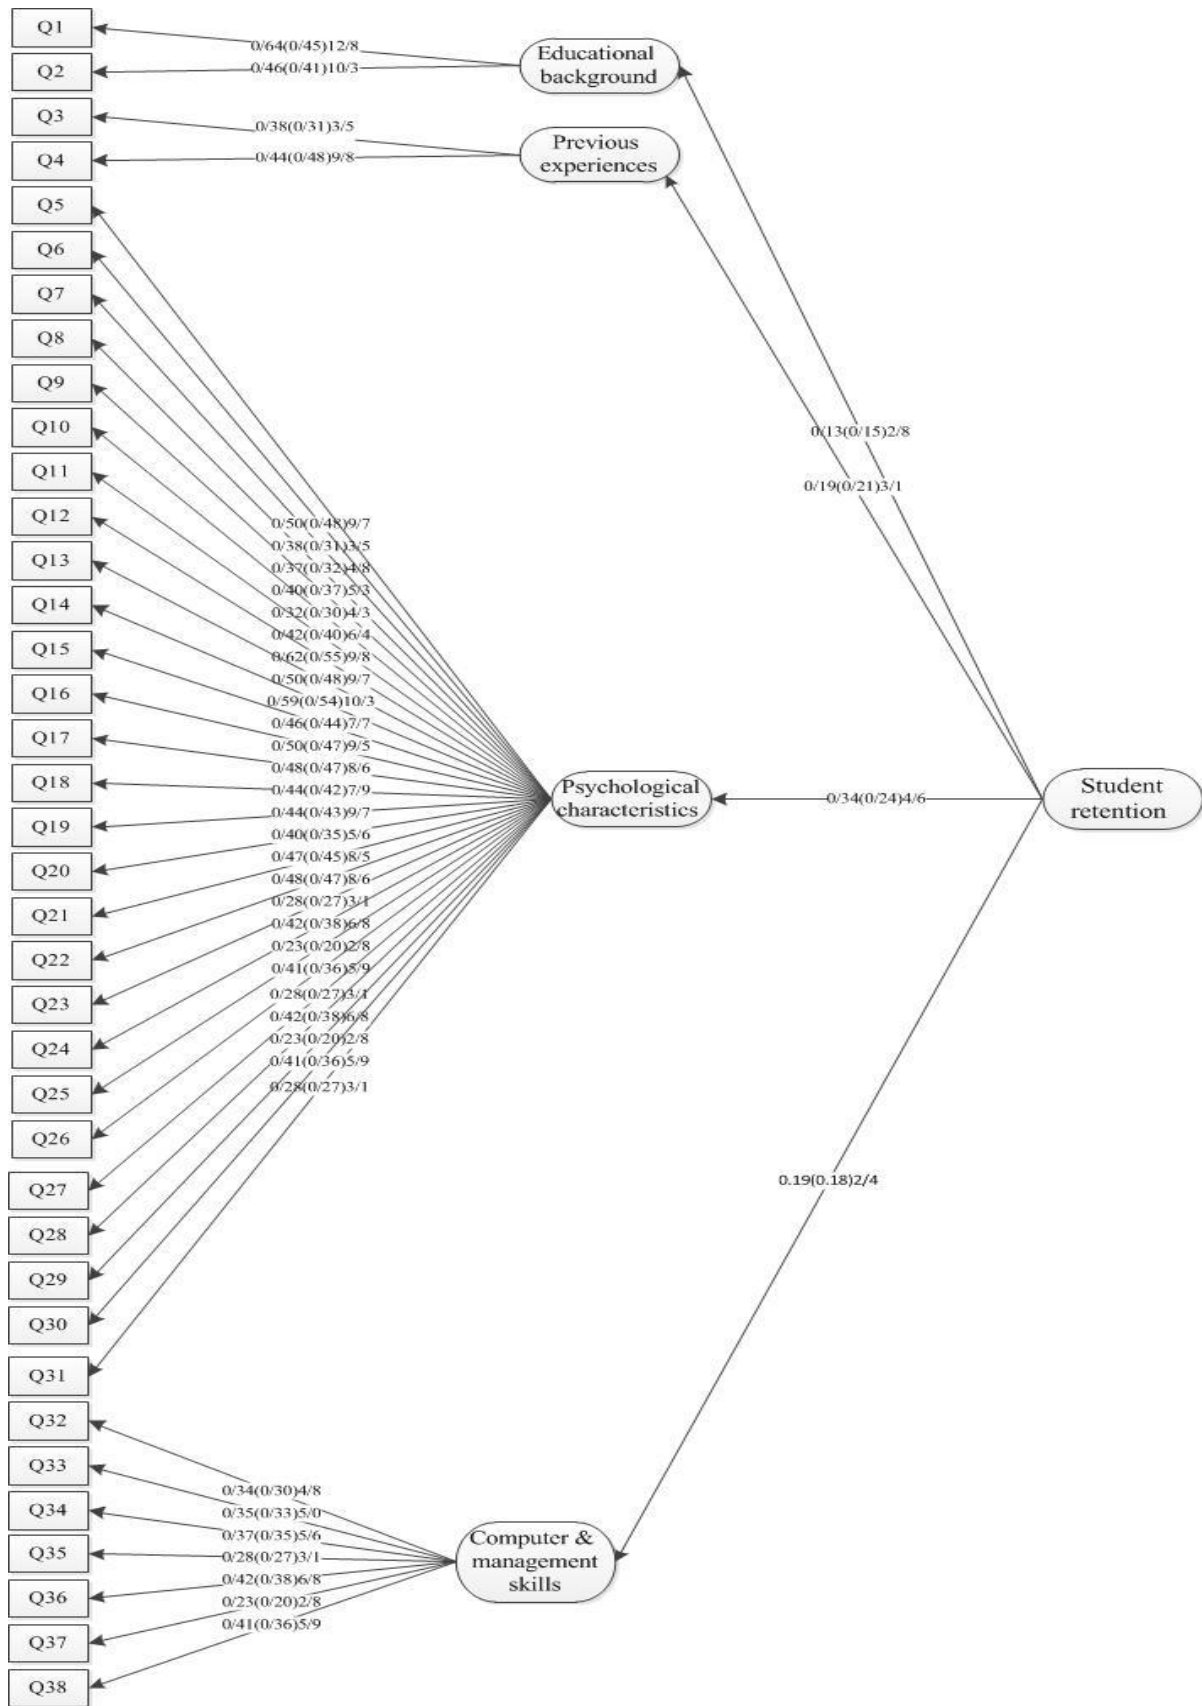 Q1
Q2
Q3
Q4
Q5
Q6
Q7
Q8
Q9
Q10
Q11
Q12
Q13
Q14
Q15
Q16
Q17
Q18
Q19
Q20
Q21
Q22
Q23
Q24
Q25
Q26
Q27
Q28
Q29
Q30
Q31
Q32
Q33
Q34
Q35
Q36
Q37
Q38
0/64(0/45)12/8
0/46(0/41)10/3
0/38(0/31)3/5
0/44(0/48)9/8
0/50(0/48)9/7
0/38(0/31)3/5
0/37(0/32)4/8
0/40(0/37)5/3
0/32(0/30)4/3
0/42(0/40)6/4
0/62(0/55)9/8
0/50(0/48)9/7
0/59(0/54)10/3
0/46(0/44)7/7
0/50(0/47)9/5
0/48(0/47)8/6
0/44(0/42)7/9
0/44(0/43)9/7
0/40(0/35)5/6
0/47(0/45)8/5
0/48(0/47)8/6
0/28(0/27)3/1
0/42(0/38)6/8
0/23(0/20)2/8
0/41(0/36)5/9
0/28(0/27)3/1
0/42(0/38)6/8
0/23(0/20)2/8
0/41(0/36)5/9
0/28(0/27)3/1
0/34(0/30)4/8
0/35(0/33)5/0
0/37(0/35)5/6
0/28(0/27)3/1
0/42(0/38)6/8
0/23(0/20)2/8
0/41(0/36)5/9
Educational
background
Previous
experiences
Psychological
characteristics
Computer &
management
skills
0/13(0/15)2/8
0/19(0/21)3/1
0/34(0/24)4/6
0.19(0.18)2/4
Student
retention